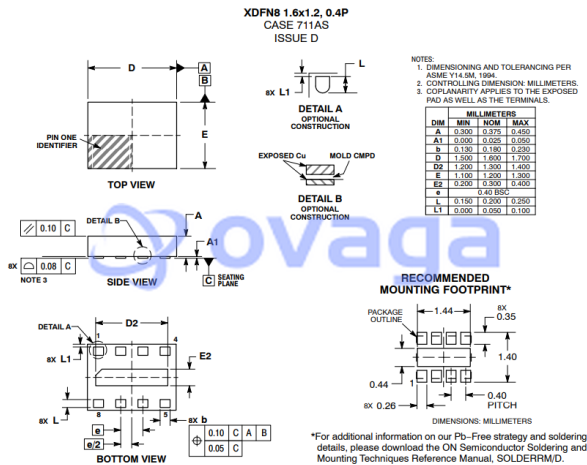 XDFN8 1.6x1.2, 0.4P
CASE 711AS
ISSUE D
D
A
B
E
PIN ONE
IDENTIFIER
TOP VIEW
L
8X L1
DETAIL A
OPTIONAL
CONSTRUCTION
EXPOSED Cu
MOLD CMPD
DETAIL B
OPTIONAL
CONSTRUCTION
NOTES:
1. DIMENSIONING AND TOLERANCING PER
ASME Y14.5M, 1994.
2. CONTROLLING DIMENSION: MILLIMETERS.
3. COPLANARITY APPLIES TO THE EXPOSED
PAD AS WELL AS THE TERMINALS.
MILLIMETERS
DIM MIN NOM MAX
A 0.300 0.375 0.450
A1 0.000 0.025 0.050
b 0.130 0.180 0.230
D 1.500 1.600 1.700
D2 1.200 1.300 1.400
E 1.100 1.200 1.300
E2 0.200 0.300 0.400
e 0.40 BSC
L 0.150 0.200 0.250
L1 0.000 0.050 0.100
0.10 C
DETAIL B
A
A1
8X 0.08 C
NOTE 3
SIDE VIEW
C SEATING
PLANE
ovaga
DETAIL A
D2
1
4
8X L1
E2
8X L
8
5
8X b
e
e/2
0.10 C A B
0.05 C
BOTTOM VIEW
RECOMMENDED
MOUNTING FOOTPRINT*
PACKAGE
OUTLINE
1.44
8X
0.35
1.40
0.44
1
8X 0.26
0.40
PITCH
DIMENSIONS: MILLIMETERS
*For additional information on our Pb-Free strategy and soldering
details, please download the ON Semiconductor Soldering and
Mounting Techniques Reference Manual, SOLDERRM/D.